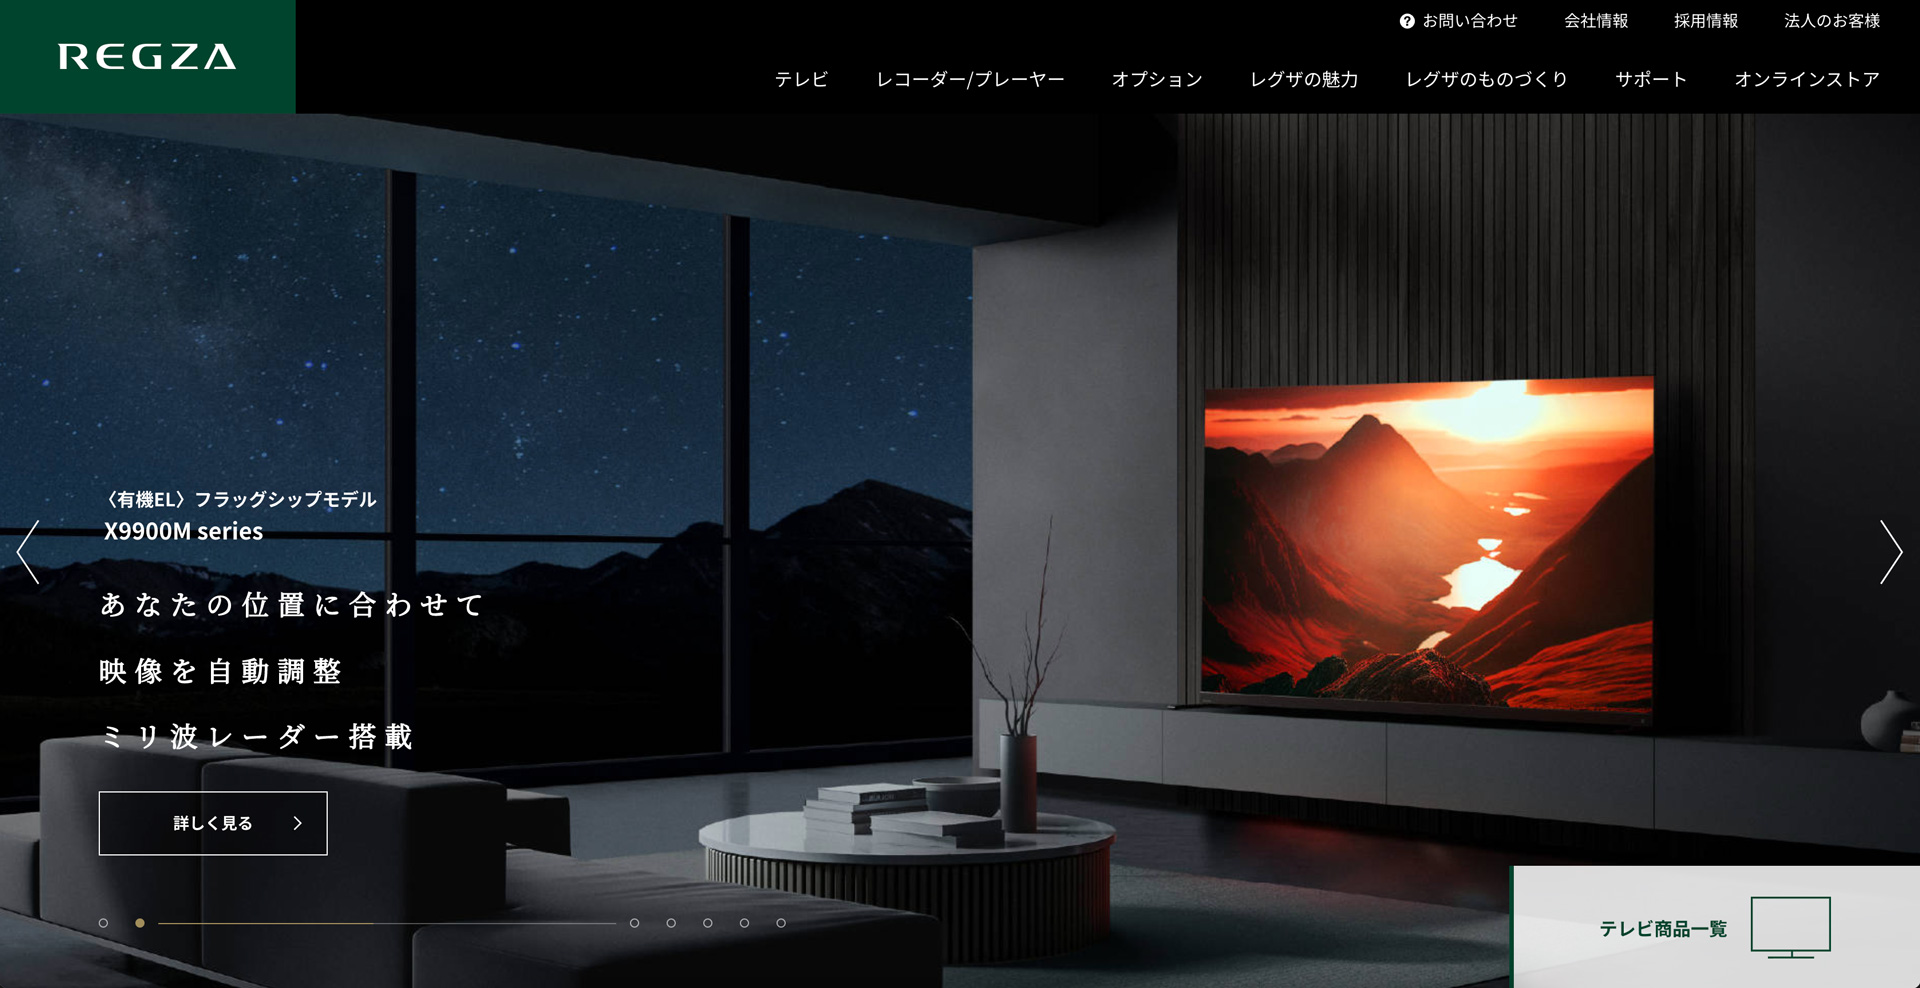 REGZA
お問い合わせ 会社情報 採用情報 法人のお客様
テレビ レコーダー/プレーヤー オプション レグザの魅力 レグザのものづくり サポート オンラインストア
〈有機EL〉フラッグシップモデル
X9900M series
あなたの位置に合わせて
映像を自動調整
ミリ波レーダー搭載
詳しく見る
テレビ商品一覧